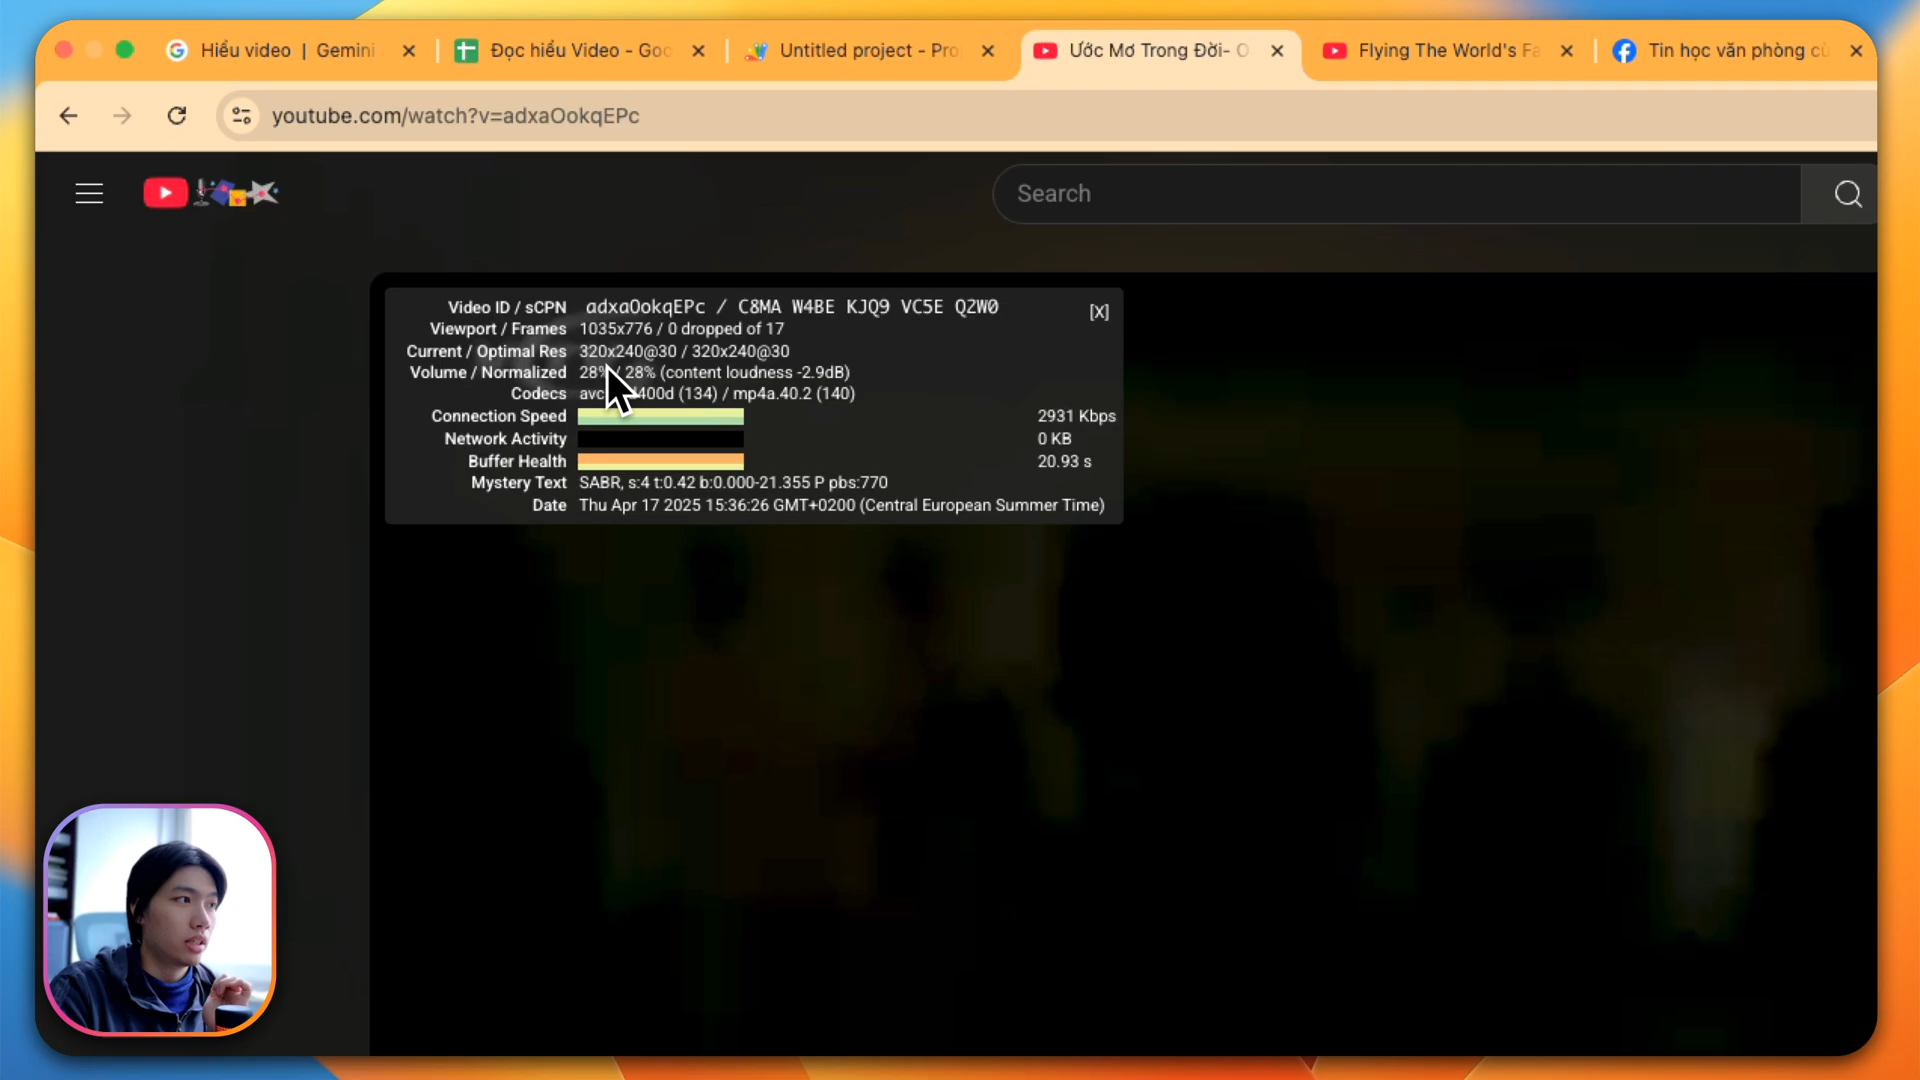 Hiểu video | Gemini
Đọc hiểu Video - Goo
Untitled project - Pro
Ước Mơ Trong Đời- O
Flying The World's Fa
Tin học văn phòng cù
youtube.com/watch?v=adxaOokqEPc
Search
Video ID / sCPN adxaOokqEPc / C8MA W4BE KJQ9 VC5E QZW0 [X]
Viewport / Frames 1035x776 / 0 dropped of 17
Current / Optimal Res 320x240@30 / 320x240@30
Volume / Normalized 28% / 28% (content loudness -2.9dB)
Codecs avc 400d (134) / mp4a.40.2 (140)
Connection Speed 2931 Kbps
Network Activity 0 KB
Buffer Health 20.93 s
Mystery Text SABR, s:4 t:0.42 b:0.000-21.355 P pbs:770
Date Thu Apr 17 2025 15:36:26 GMT+0200 (Central European Summer Time)